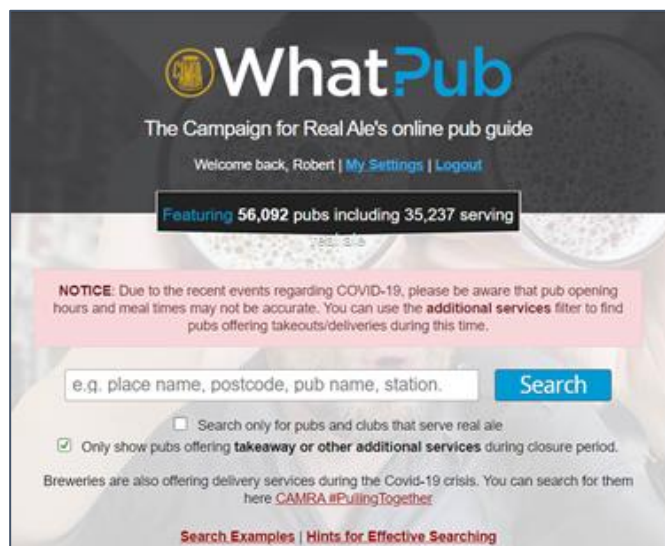 CAMRA WhatPub
The Campaign for Real Ale's online pub guide
Welcome back, Robert | My Settings | Logout
Featuring 56,092 pubs including 35,237 serving
real ale
NOTICE: Due to the recent events regarding COVID-19, please be aware that pub opening
hours and meal times may not be accurate. You can use the additional services filter to find
pubs offering takeouts/deliveries during this time.
e.g. place name, postcode, pub name, station. Search
Search only for pubs and clubs that serve real ale
Only show pubs offering takeaway or other additional services during closure period.
Breweries are also offering delivery services during the Covid-19 crisis. You can search for them
here CAMRA #PullingTogether
Search Examples | Hints for Effective Searching